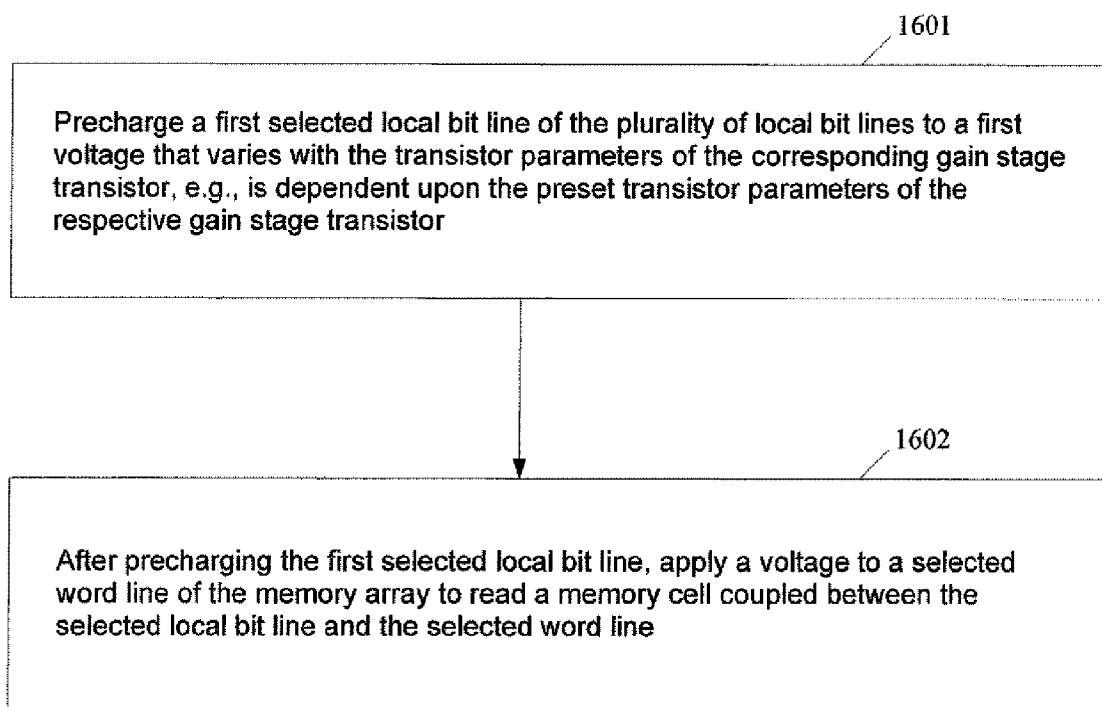 1601
Precharge a first selected local bit line of the plurality of local bit lines to a first
voltage that varies with the transistor parameters of the corresponding gain stage
transistor, e.g., is dependent upon the preset transistor parameters of the
respective gain stage transistor
1602
After precharging the first selected local bit line, apply a voltage to a selected
word line of the memory array to read a memory cell coupled between the
selected local bit line and the selected word line